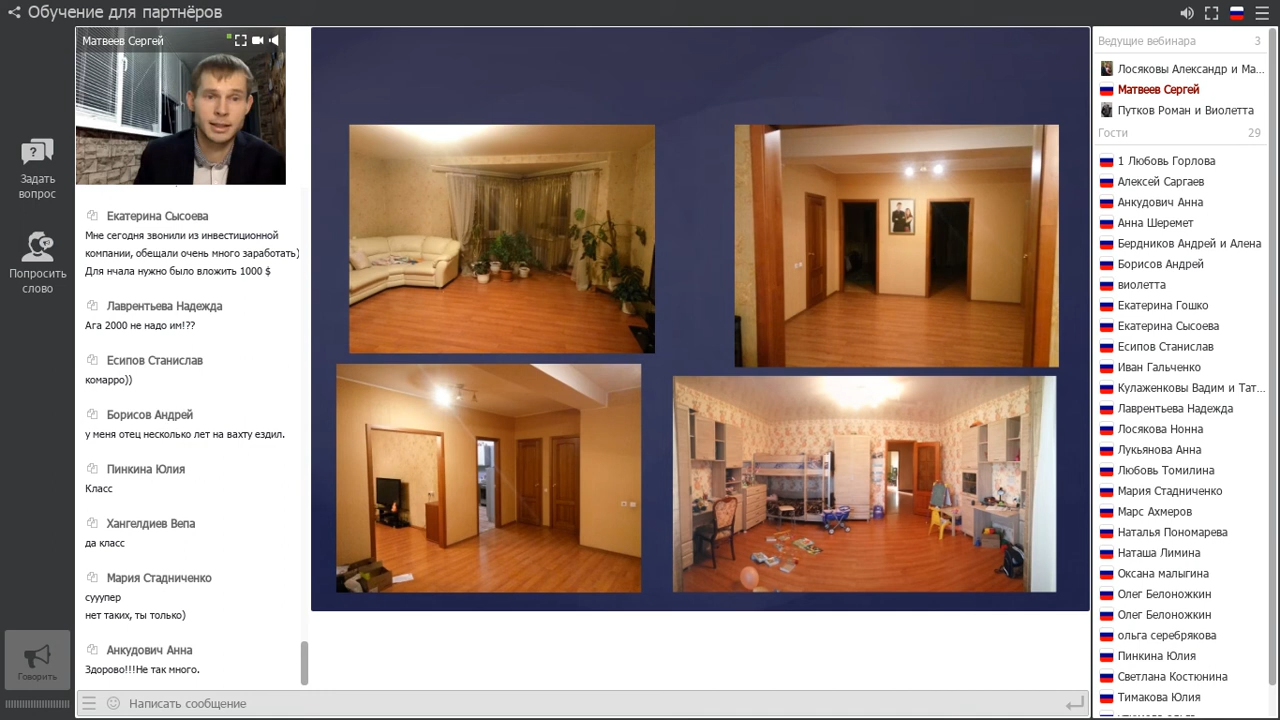 Обучение для партнёров
Задать
вопрос
Попросить
слово
Говорить
Матвеев Сергей
Екатерина Сысоева
Мне сегодня звонили из инвестиционной
компании, обещали очень много заработать)
Для нчала нужно было вложить 1000 $
Лаврентьева Надежда
Ага 2000 не надо им!??
Есипов Станислав
комарро))
Борисов Андрей
у меня отец несколько лет на вахту ездил.
Пинкина Юлия
Класс
Хангелдиев Вепа
да класс
Мария Стадниченко
сууупер
нет таких, ты только)
Анкудович Анна
Здорово!!!Не так много.
Написать сообщение
Ведущие вебинара 3
Лосяковы Александр и Ма...
Матвеев Сергей
Путков Роман и Виолетта
Гости 29
1 Любовь Горлова
Алексей Саргаев
Анкудович Анна
Анна Шеремет
Бердников Андрей и Алена
Борисов Андрей
виолетта
Екатерина Гошко
Екатерина Сысоева
Есипов Станислав
Иван Гальченко
Кулаженковы Вадим и Тат...
Лаврентьева Надежда
Лосякова Нонна
Лукьянова Анна
Любовь Томилина
Мария Стадниченко
Марс Ахмеров
Наталья Пономарева
Наташа Лимина
Оксана малыгина
Олег Белоножкин
Олег Белоножкин
ольга серебрякова
Пинкина Юлия
Светлана Костюнина
Тимакова Юлия